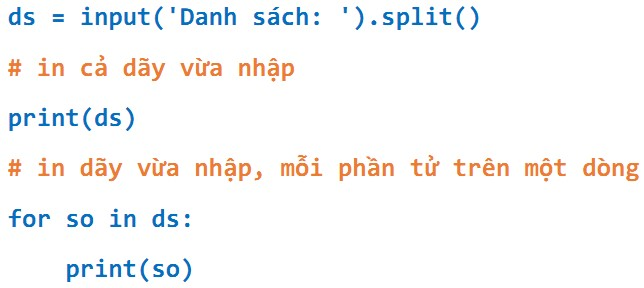 ds = input('Danh sách: ').split()
# in cả dãy vừa nhập
print(ds)
# in dãy vừa nhập, mỗi phần tử trên một dòng
for so in ds:
    print(so)